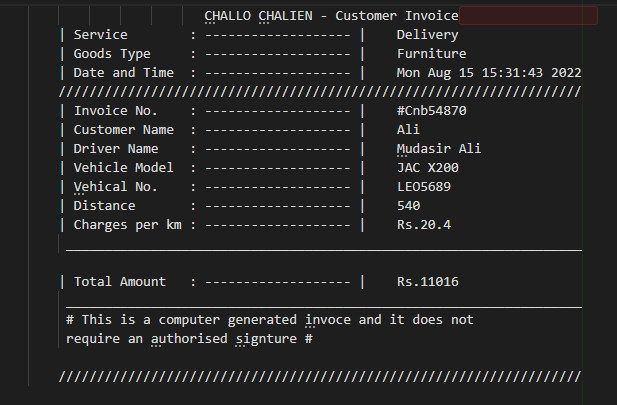 CHALLO CHALIEN - Customer Invoice
| Service        : ------------------- |    Delivery
| Goods Type     : ------------------- |    Furniture
| Date and Time  : ------------------- |    Mon Aug 15 15:31:43 2022
////////////////////////////////////////////////////////////////////
| Invoice No.    : ------------------- |    #Cnb54870
| Customer Name  : ------------------- |    Ali
| Driver Name    : ------------------- |    Mudasir Ali
| Vehicle Model  : ------------------- |    JAC X200
| Vehical No.    : ------------------- |    LEO5689
| Distance       : ------------------- |    540
| Charges per km : ------------------- |    Rs.20.4
___________________________________________________________________
| Total Amount   : ------------------- |    Rs.11016
___________________________________________________________________
# This is a computer generated invoce and it does not
require an authorised signture #
////////////////////////////////////////////////////////////////////